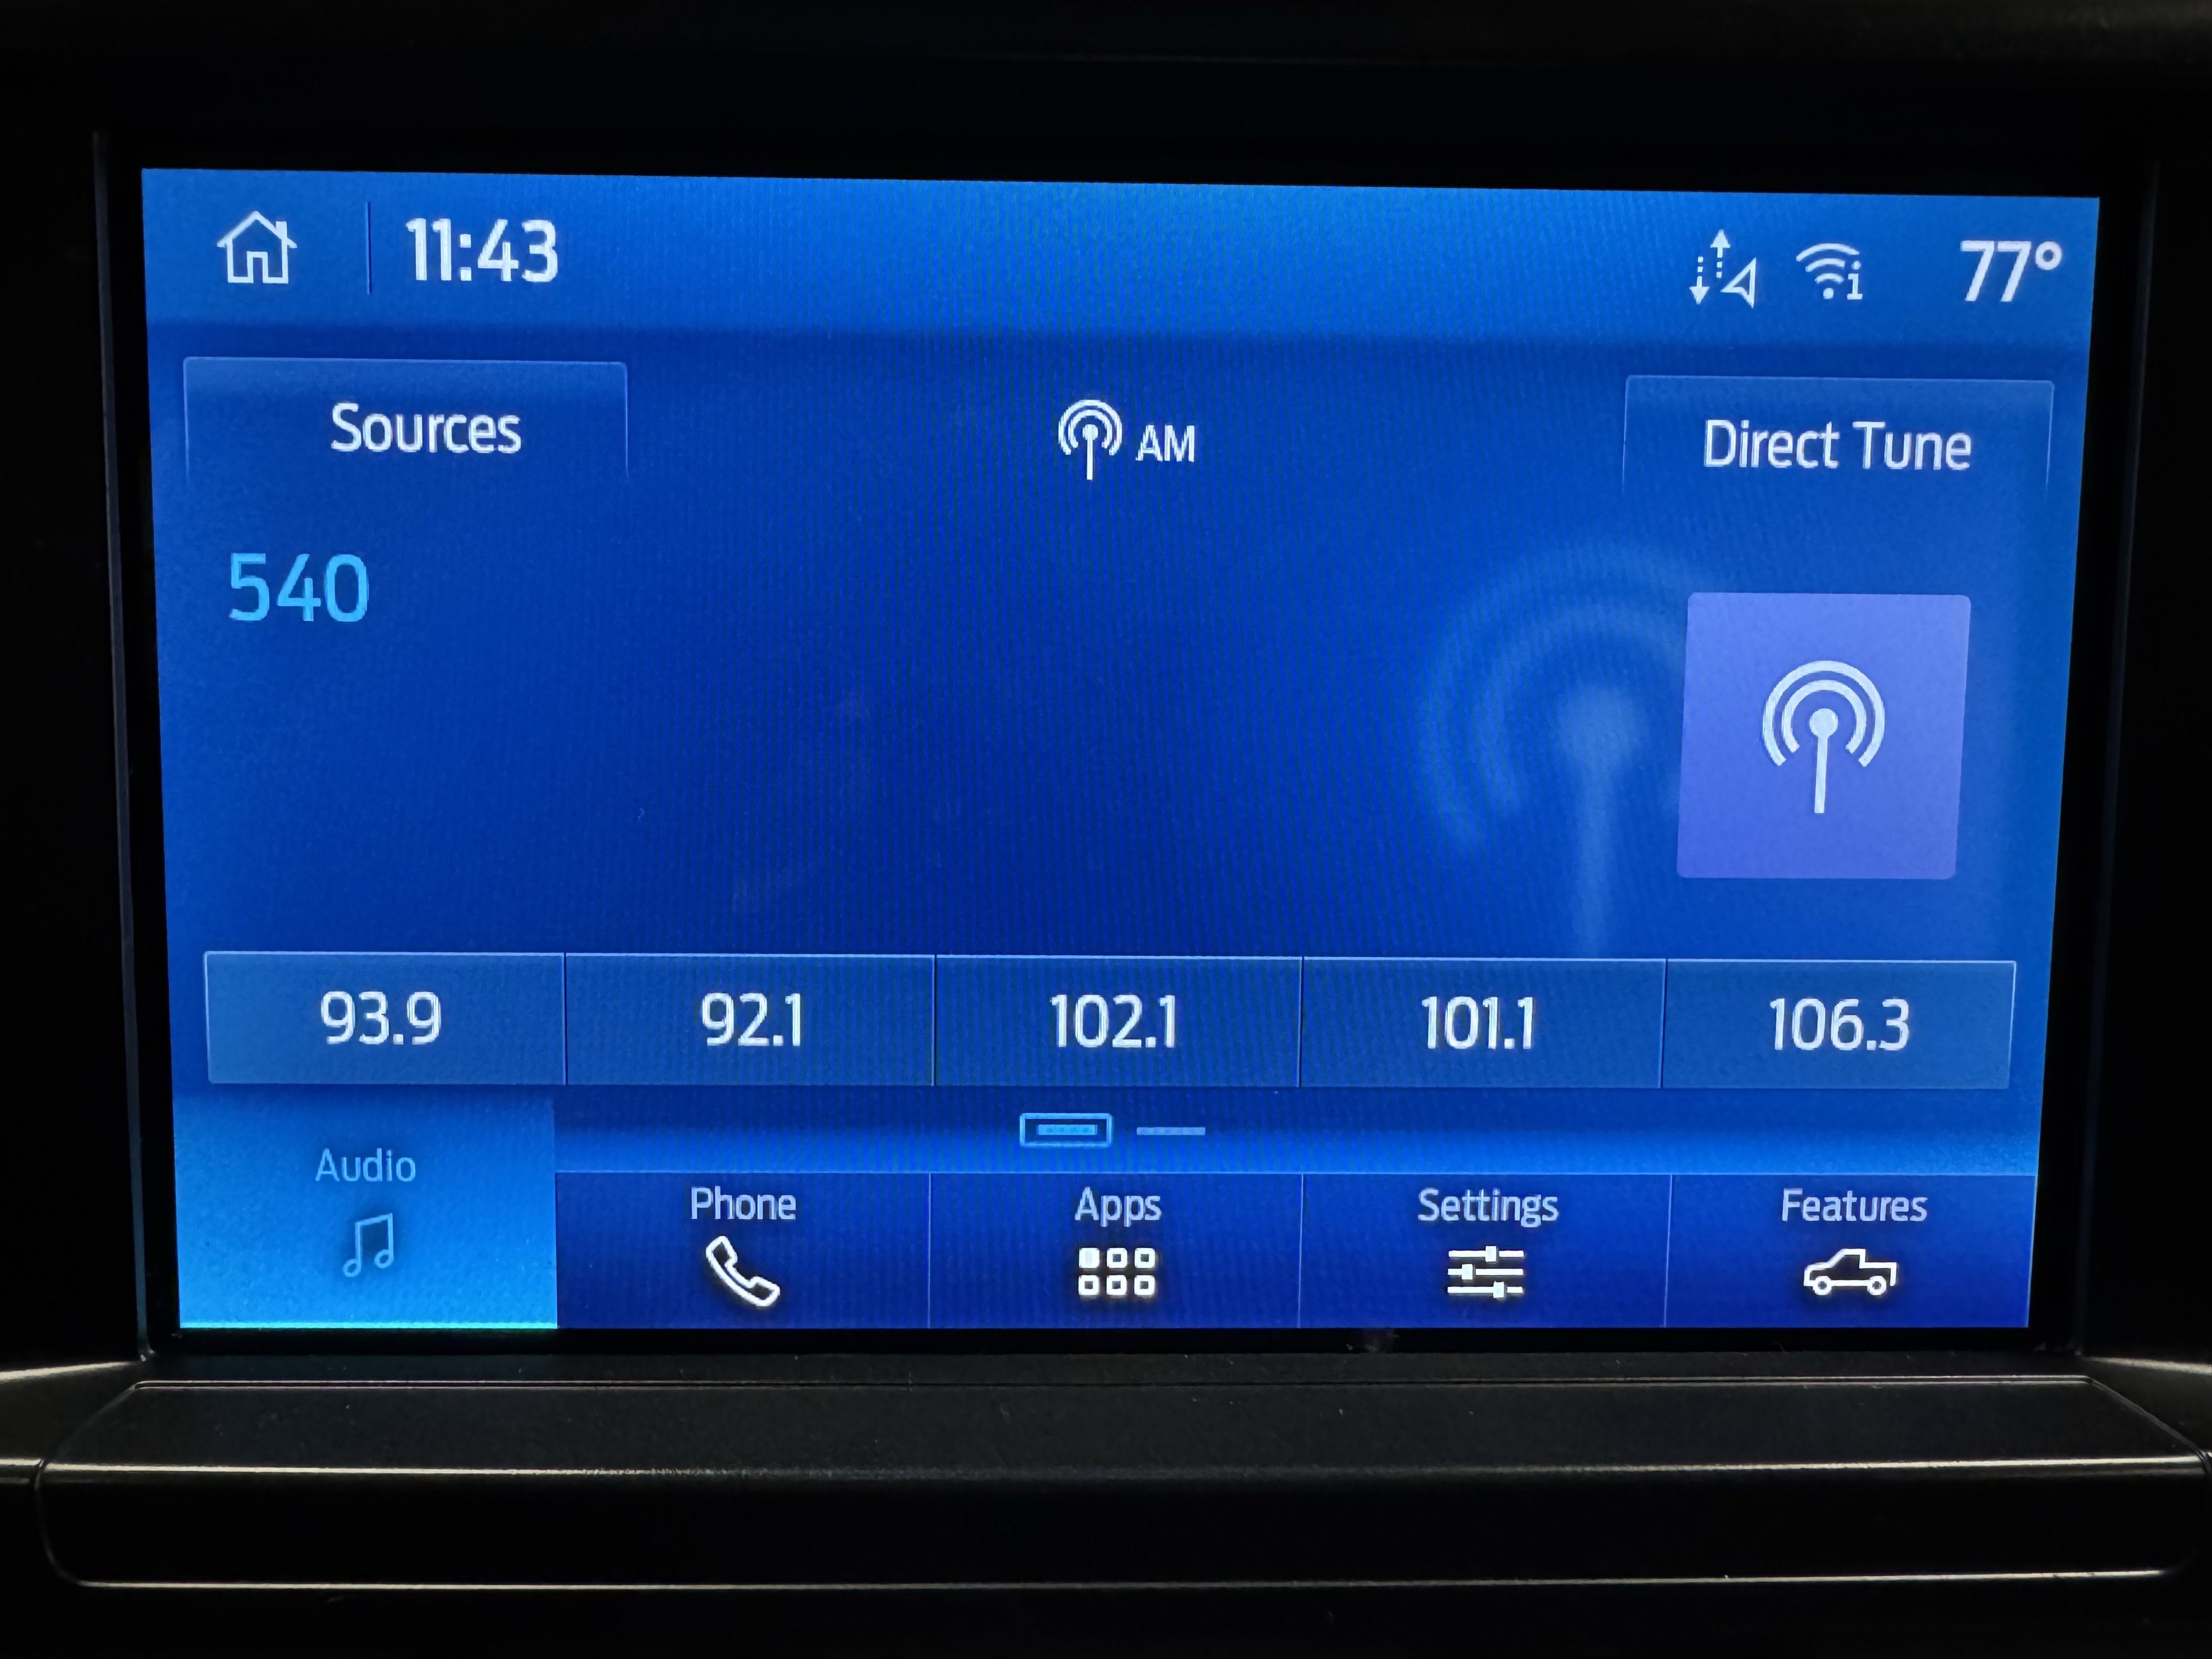 11:43 77°
Sources AM Direct Tune
540
93.9 92.1 102.1 101.1 106.3
Audio Phone Apps Settings Features